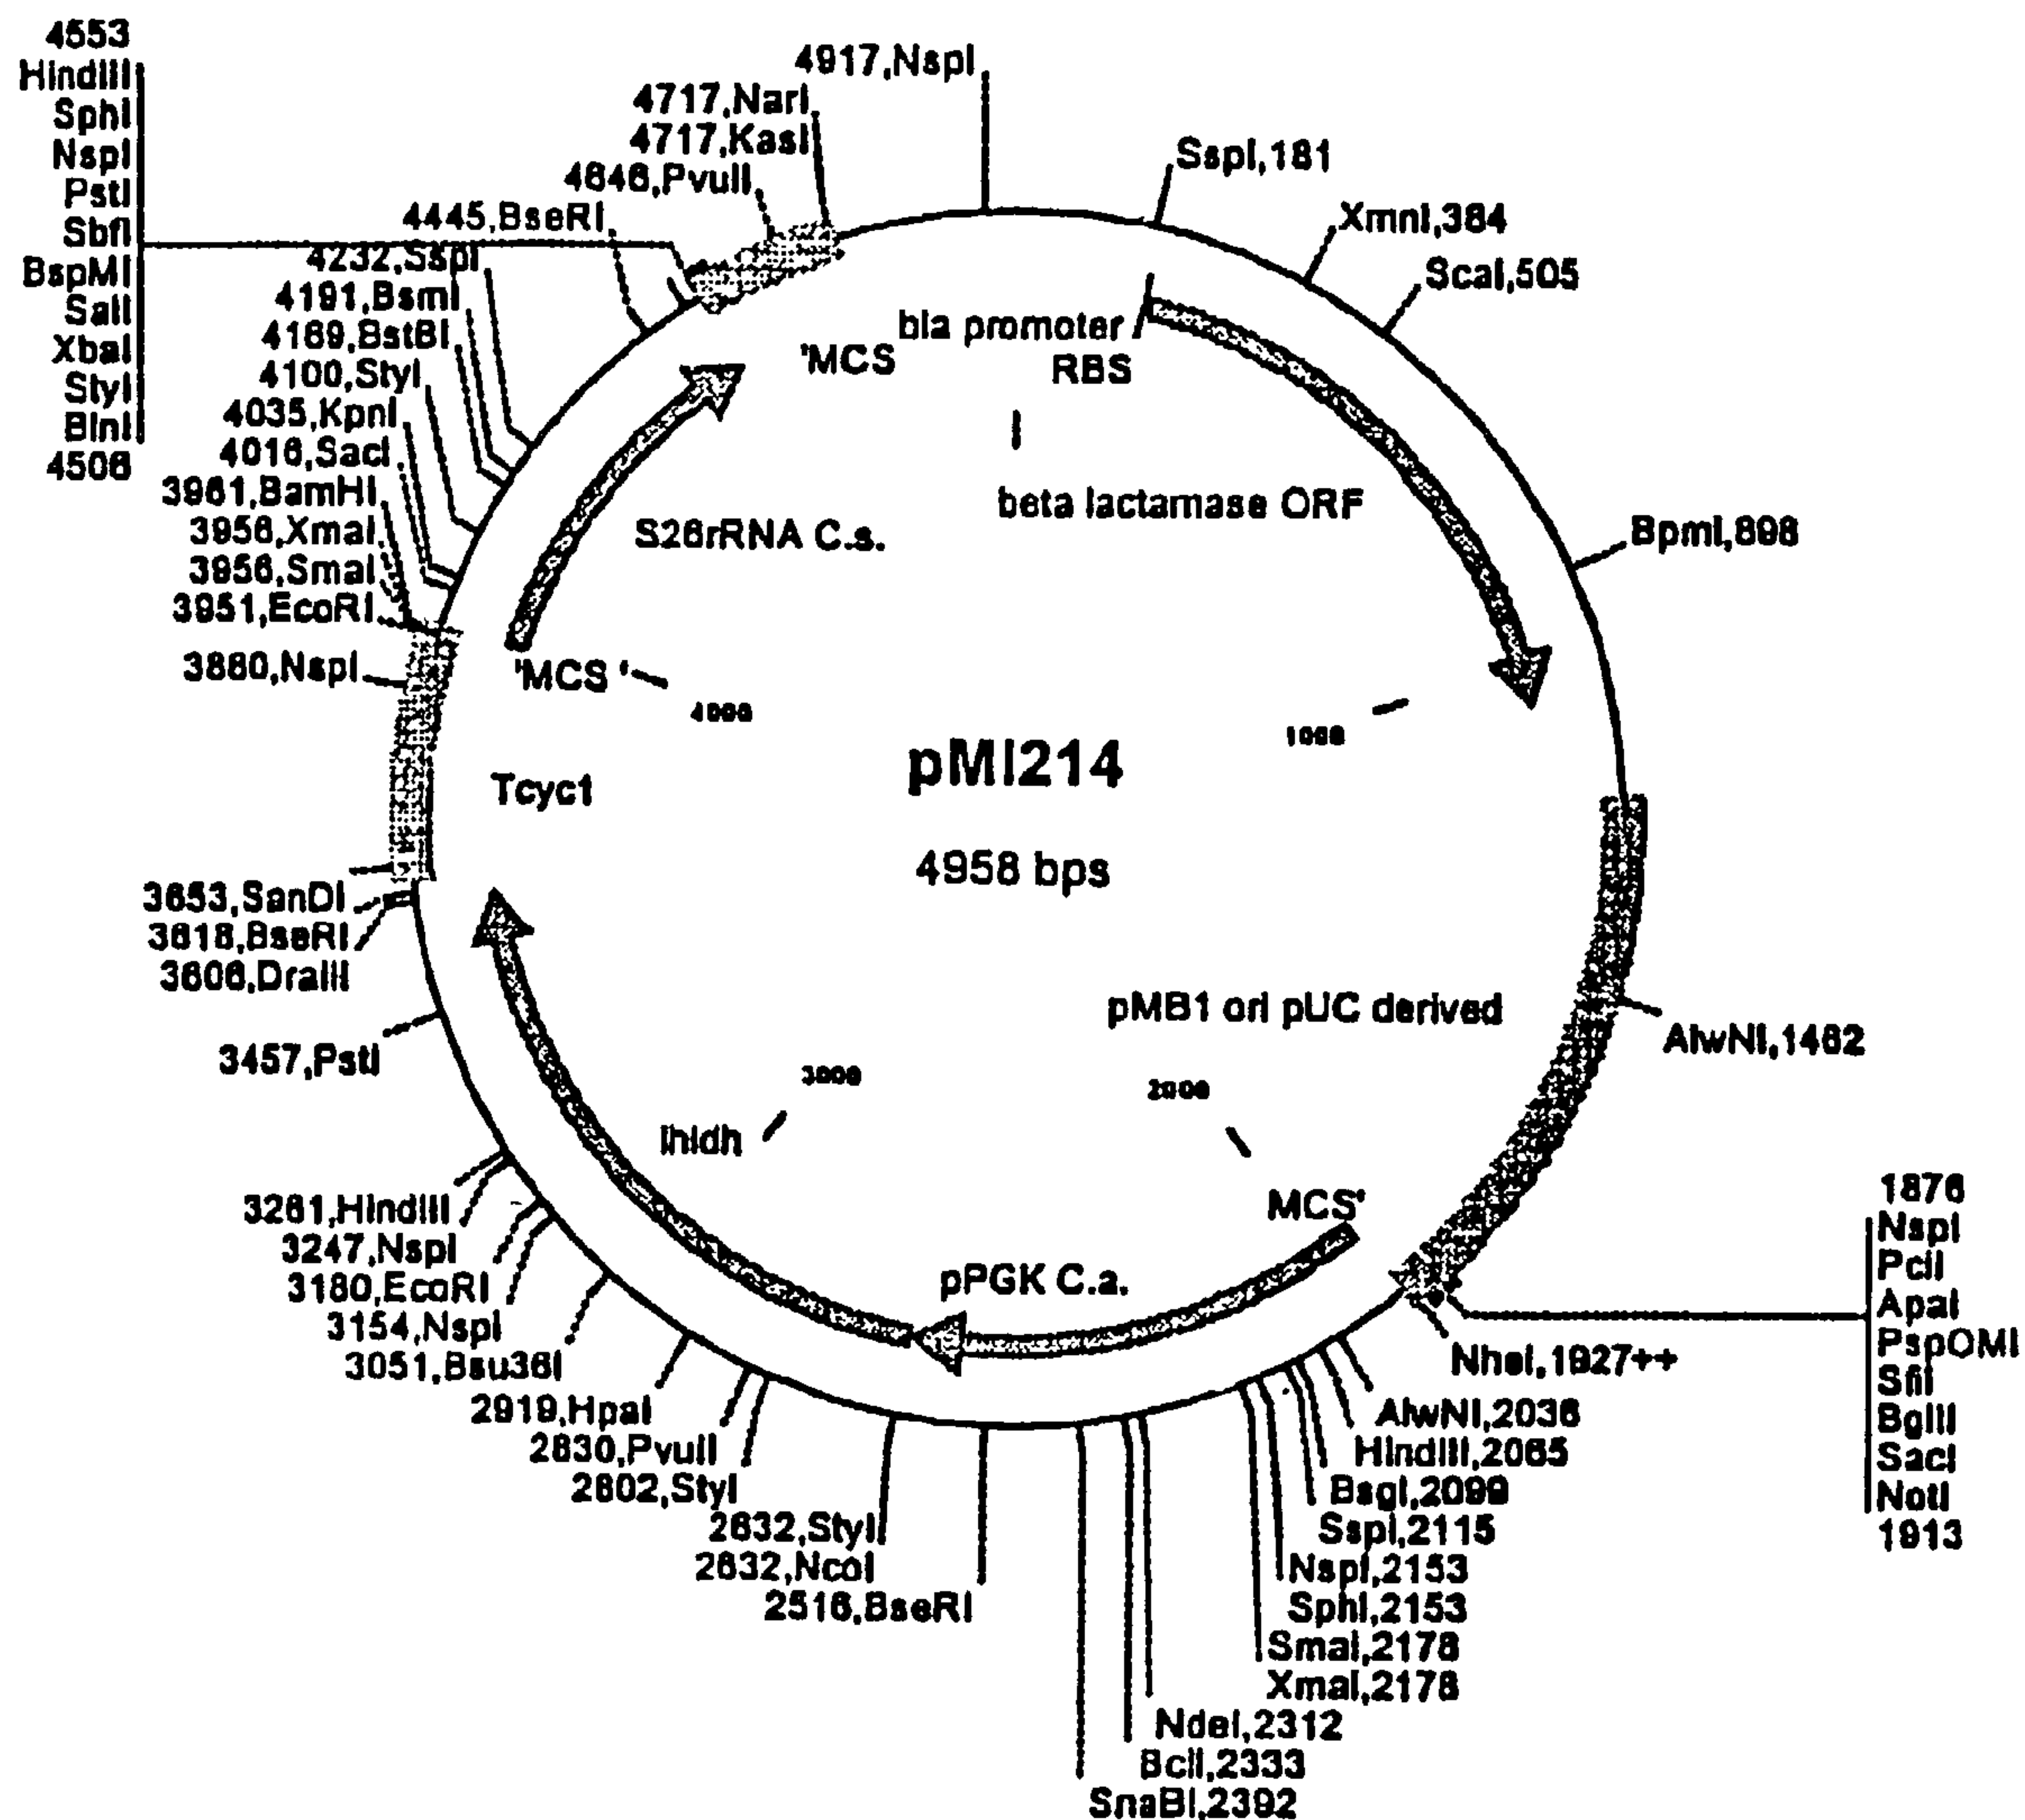 4553
HindIII
SphI
NspI
PstI
SbfI
BspMI
SalI
XbaI
StyI
BlnI
4506
4917,NspI
4717,NarI
4717,KasI
4646,PvuII
4445,BseRI
4232,SspI
4191,BsmI
4169,BstBI
4100,StyI
4035,KpnI
4016,SacI
3961,BamHI
3956,XmaI
3956,SmaI
3951,EcoRI
3880,NspI
3653,SanDI
3618,BseRI
3606,DraIII
3457,PstI
3261,HindIII
3247,NspI
3180,EcoRI
3154,NspI
3051,Bsu36I
2919,HpaI
2830,PvuII
2802,StyI
2632,StyI
2632,NcoI
2516,BseRI
SspI,181
XmnI,384
ScaI,505
BpmI,898
AlwNI,1462
1876
NspI
PciI
ApaI
PspOMI
SfiI
BglII
SacI
NotI
1913
NheI,1927++
AlwNI,2036
HindIII,2065
BsgI,2099
SspI,2115
NspI,2153
SphI,2153
SmaI,2178
XmaI,2178
NdeI,2312
BclI,2333
SnaBI,2392
bla promoter
'MCS
RBS
beta lactamase ORF
S26rRNA C.s.
'MCS '
4000
1000
pMI214
Tcyc1
4958 bps
pMB1 ori pUC derived
3000
2000
lhldh
MCS'
pPGK C.a.